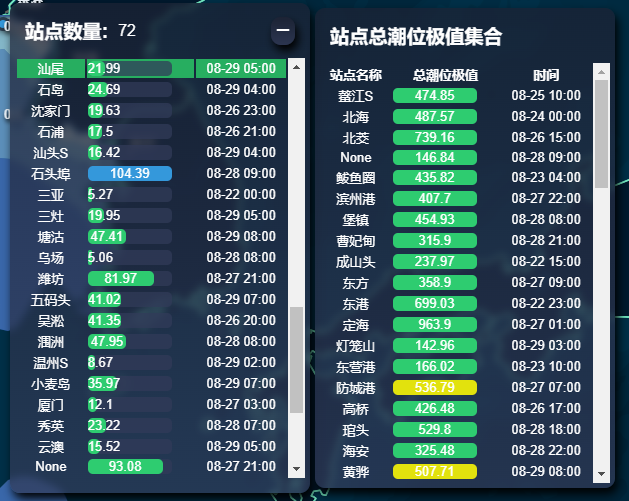 站点数量: 72
汕尾 21.99 08-29 05:00
石岛 24.69 08-29 04:00
沈家门 19.63 08-26 23:00
石浦 17.5 08-26 21:00
汕头S 16.42 08-29 04:00
石头埠 104.39 08-28 09:00
三亚 5.27 08-22 00:00
三灶 19.95 08-29 05:00
塘沽 47.41 08-29 08:00
乌场 5.06 08-28 08:00
潍坊 81.97 08-27 21:00
五码头 41.02 08-29 07:00
吴淞 41.35 08-26 20:00
涠洲 47.95 08-28 08:00
温州S 8.67 08-29 02:00
小麦岛 35.97 08-29 07:00
厦门 12.1 08-27 03:00
秀英 23.22 08-28 07:00
云澳 15.52 08-29 05:00
None 93.08 08-27 21:00
站点总潮位极值集合
站点名称 总潮位极值 时间
鳌江S 474.85 08-25 10:00
北海 487.57 08-24 00:00
北茭 739.16 08-26 15:00
None 146.84 08-28 09:00
鲅鱼圈 435.82 08-23 04:00
滨州港 407.7 08-27 22:00
堡镇 454.93 08-28 08:00
曹妃甸 315.9 08-28 21:00
成山头 237.97 08-22 15:00
东方 358.9 08-27 09:00
东港 699.03 08-22 23:00
定海 963.9 08-27 01:00
灯笼山 142.96 08-29 03:00
东营港 166.02 08-23 10:00
防城港 536.79 08-27 07:00
高桥 426.48 08-26 17:00
琯头 529.8 08-28 18:00
海安 325.48 08-28 22:00
黄骅 507.71 08-29 08:00